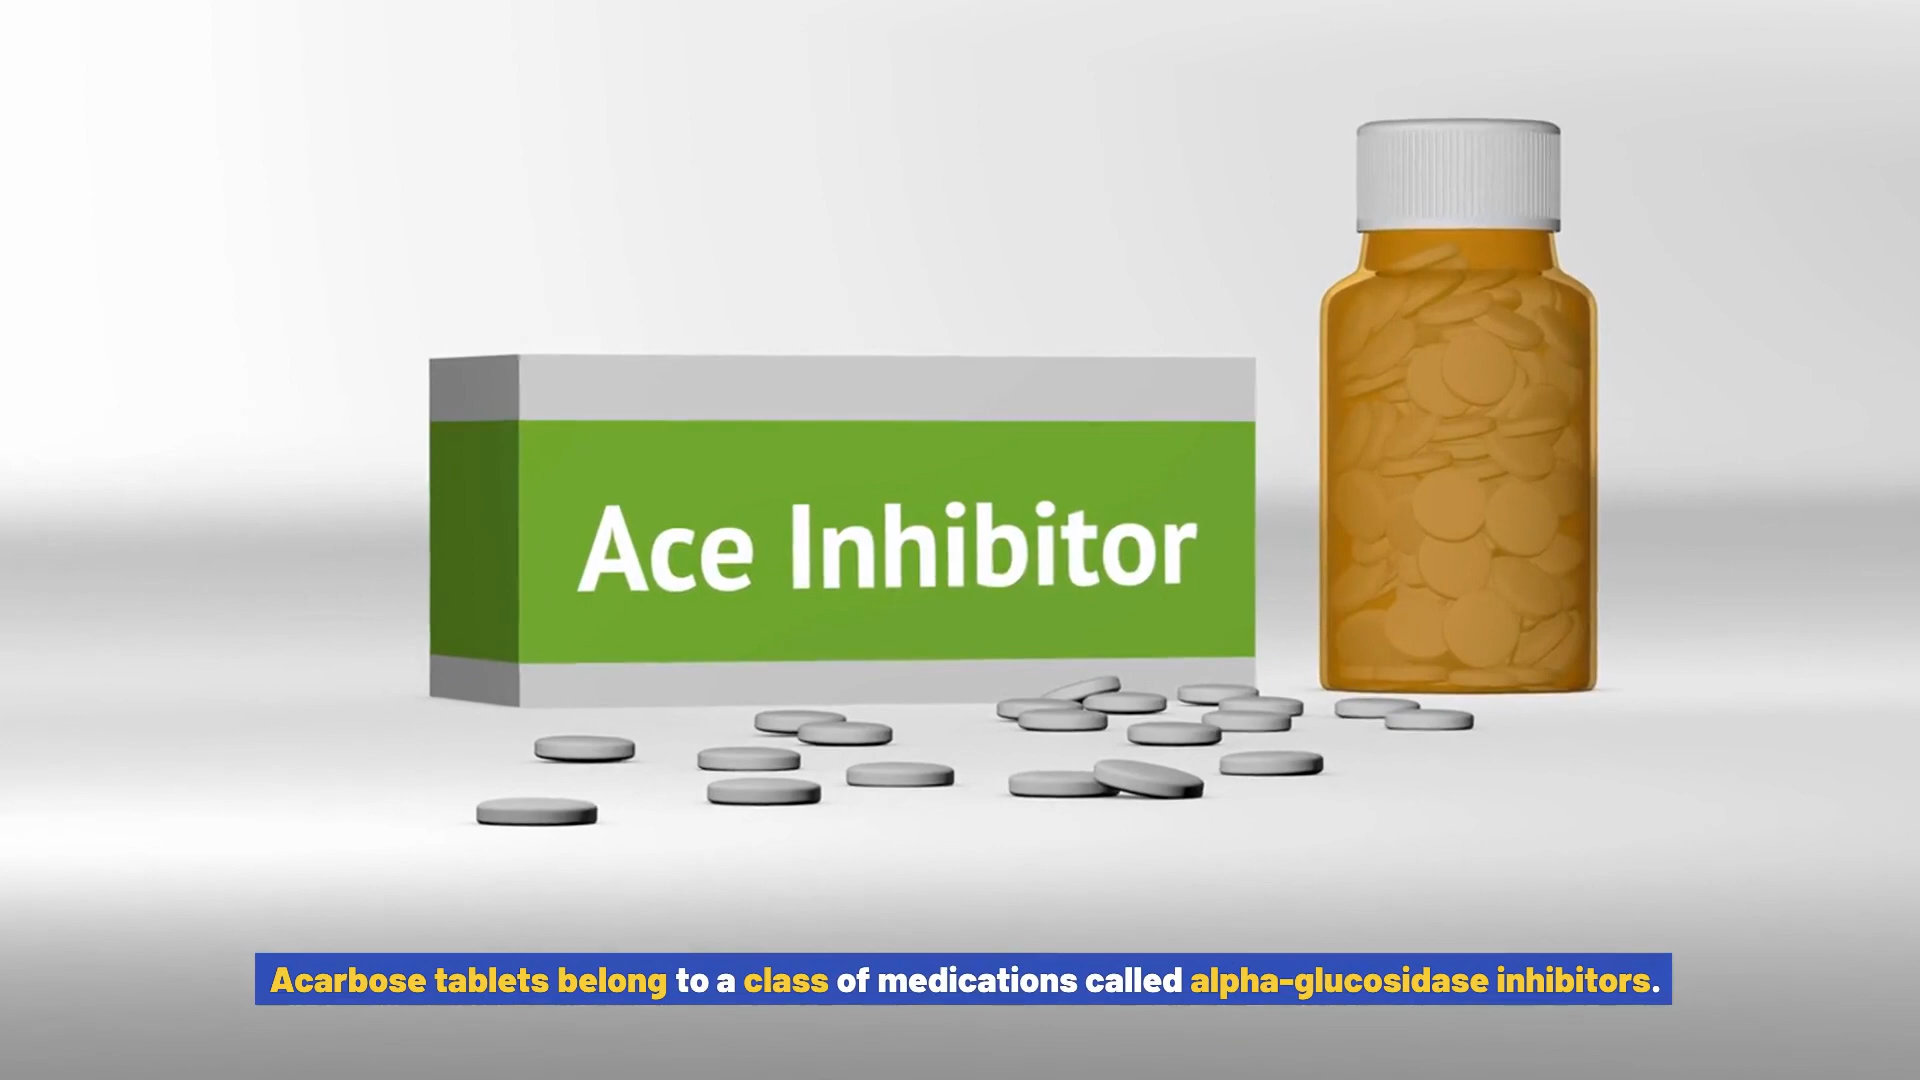 Ace Inhibitor
Acarbose tablets belong to a class of medications called alpha-glucosidase inhibitors.